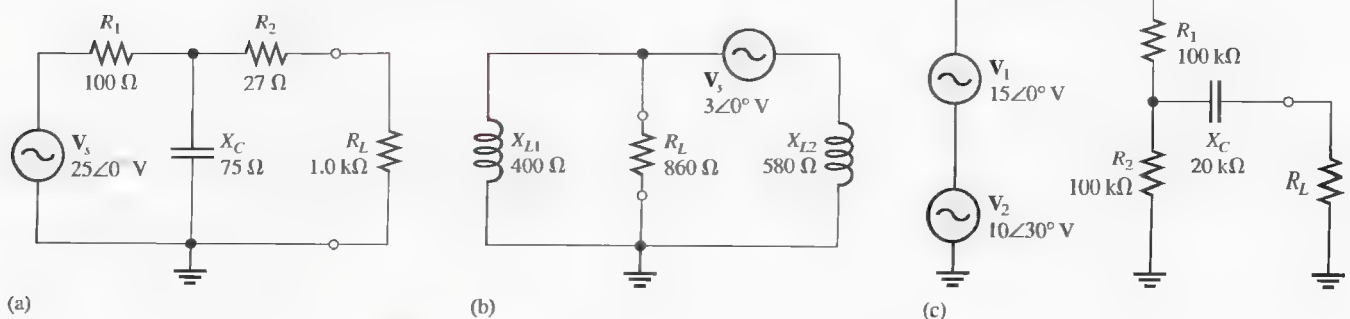 R1
100 Ω
R2
27 Ω
Vs
25∠0 V
XC
75 Ω
RL
1.0 kΩ
(a)
XL1
400 Ω
RL
860 Ω
Vs
3∠0° V
XL2
580 Ω
(b)
V1
15∠0° V
V2
10∠30° V
R1
100 kΩ
R2
100 kΩ
XC
20 kΩ
RL
(c)